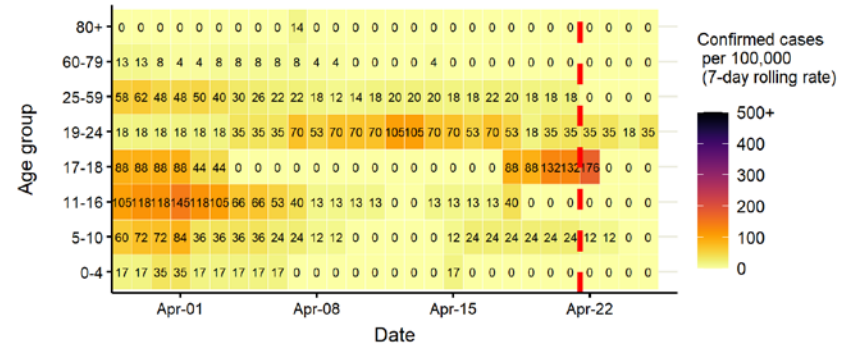 80+ 0 0 0 0 0 0 0 0 0 14 0 0 0 0 0 0 0 0 0 0 0 0 0 0 0 0 0 0
60-79 13 13 8 4 4 8 8 8 8 8 4 4 0 0 0 0 4 0 0 0 0 0 0 0 0 0 0 0
25-59 58 62 48 48 50 40 30 26 22 22 18 12 14 18 20 20 20 18 18 22 20 18 18 18 0 0 0 0
19-24 18 18 18 18 18 18 35 35 35 70 53 70 70 70 105 105 70 70 53 70 53 18 35 35 35 35 18 35
17-18 88 88 88 88 44 44 0 0 0 0 0 0 0 0 0 0 0 0 0 0 88 88 132 132 176 0 0 0
11-16 105 118 118 145 118 105 66 66 53 40 13 13 13 13 0 0 13 13 13 13 40 0 0 0 0 0 0 0
5-10 60 72 72 84 36 36 36 36 24 24 12 12 0 0 0 0 0 12 24 24 24 24 24 24 12 12 0 0
0-4 17 17 35 35 17 17 17 17 17 0 0 0 0 0 0 0 0 17 0 0 0 0 0 0 0 0 0 0
Age group
Apr-01 Apr-08 Apr-15 Apr-22
Date
Confirmed cases
per 100,000
(7-day rolling rate)
500+
400
300
200
100
0